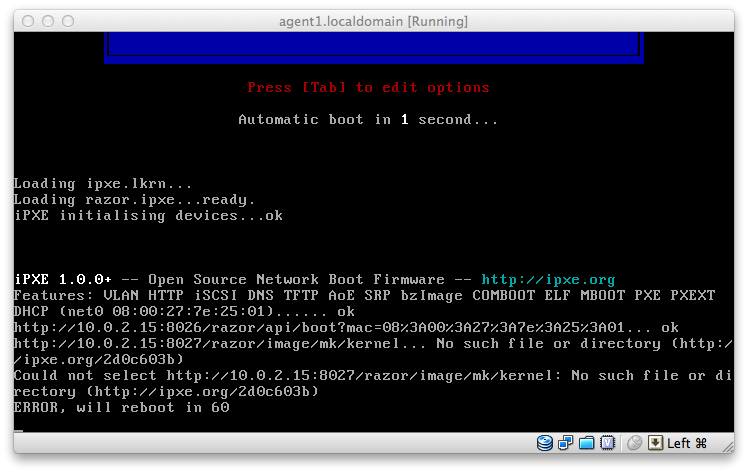 agent1.localdomain [Running]
Press [Tab] to edit options
Automatic boot in 1 second...
Loading ipxe.lkrn...
Loading razor.ipxe...ready.
iPXE initialising devices...ok
iPXE 1.0.0+ -- Open Source Network Boot Firmware -- http://ipxe.org
Features: VLAN HTTP iSCSI DNS TFTP AoE SRP bzImage COMBOOT ELF MBOOT PXE PXEXT
DHCP (net0 08:00:27:7e:25:01)...... ok
http://10.0.2.15:8026/razor/api/boot?mac=08%3A00%3A27%3A7e%3A25%3A01... ok
http://10.0.2.15:8027/razor/image/mk/kernel... No such file or directory (http:/
/ipxe.org/2d0c603b)
Could not select http://10.0.2.15:8027/razor/image/mk/kernel: No such file or di
rectory (http://ipxe.org/2d0c603b)
ERROR, will reboot in 60
Left ⌘